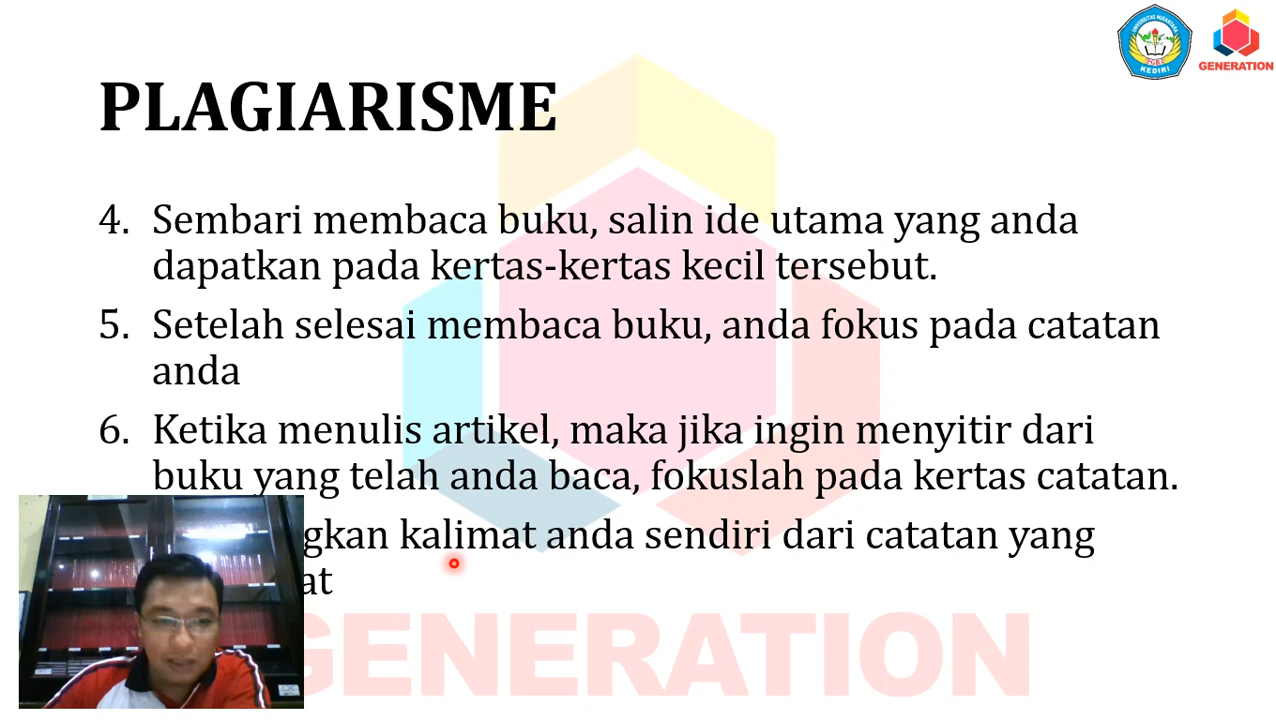 UNIVERSITAS NUSANTARA
KEDIRI
GENERATION
PLAGIARISME
4. Sembari membaca buku, salin ide utama yang anda
dapatkan pada kertas-kertas kecil tersebut.
5. Setelah selesai membaca buku, anda fokus pada catatan
anda
6. Ketika menulis artikel, maka jika ingin menyitir dari
buku yang telah anda baca, fokuslah pada kertas catatan.
kalimat anda sendiri dari catatan yang
GENERATION